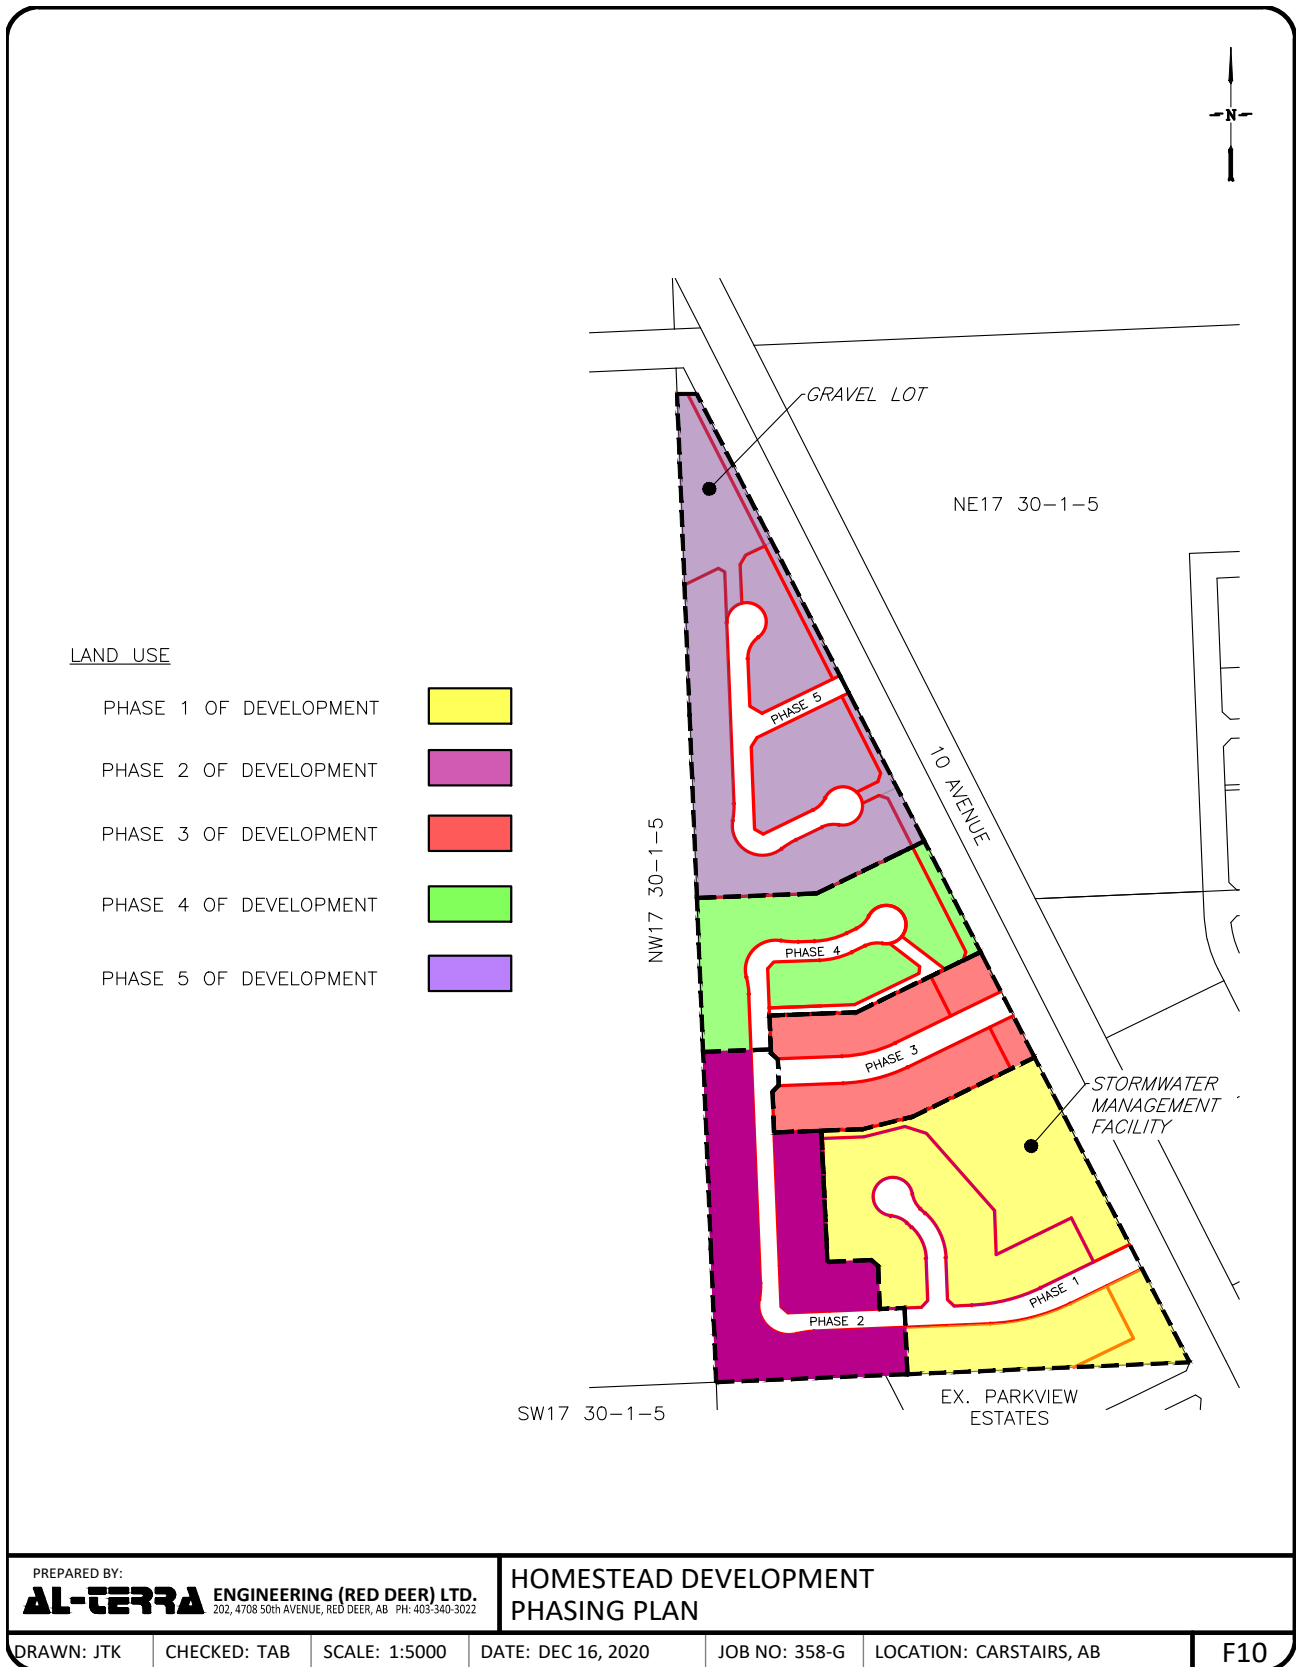 N
GRAVEL LOT
NE17 30-1-5
LAND USE
PHASE 1 OF DEVELOPMENT
PHASE 2 OF DEVELOPMENT
PHASE 3 OF DEVELOPMENT
PHASE 4 OF DEVELOPMENT
PHASE 5 OF DEVELOPMENT
PHASE 5
10 AVENUE
NW17 30-1-5
PHASE 4
PHASE 3
STORMWATER
MANAGEMENT
FACILITY
PHASE 1
PHASE 2
SW17 30-1-5
EX. PARKVIEW
ESTATES
PREPARED BY:
AL-TERRA ENGINEERING (RED DEER) LTD.
202, 4708 50th AVENUE, RED DEER, AB PH: 403-340-3022
HOMESTEAD DEVELOPMENT
PHASING PLAN
DRAWN: JTK
CHECKED: TAB
SCALE: 1:5000
DATE: DEC 16, 2020
JOB NO: 358-G
LOCATION: CARSTAIRS, AB
F10